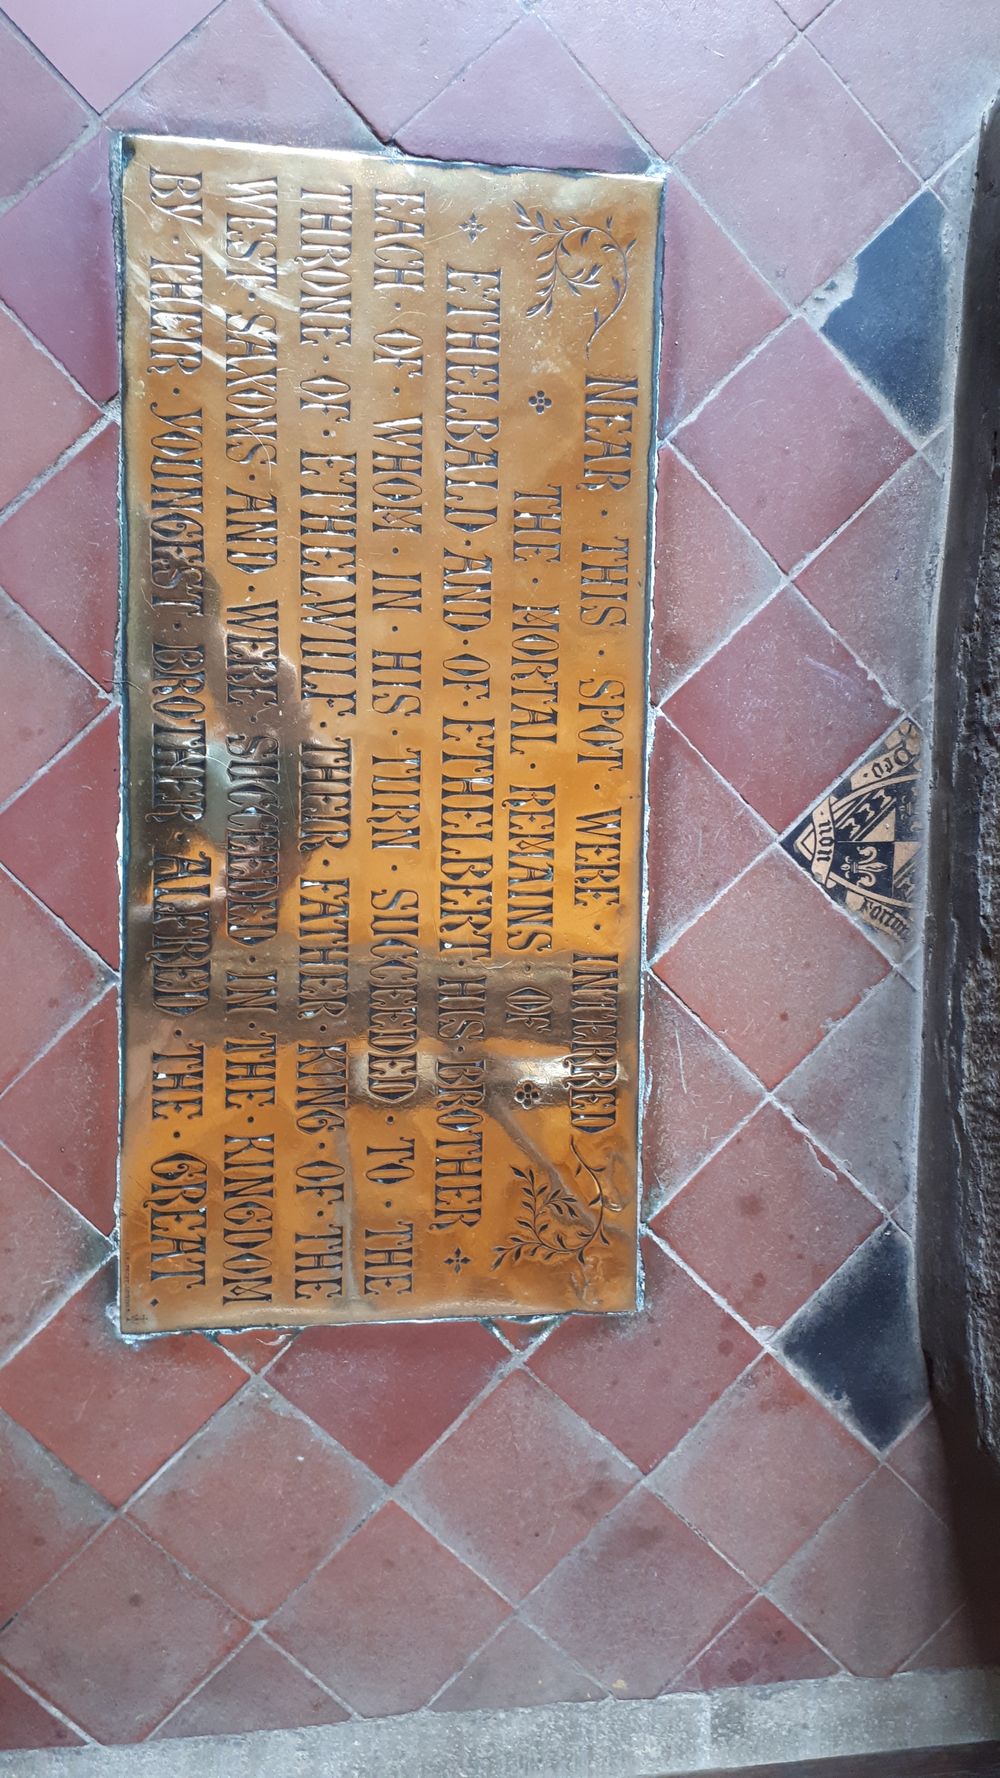 NEAR · THIS · SPOT · WERE · INTERRED
THE · MORTAL · REMAINS · OF
ETHELBALD · AND · OF · ETHELBERT · HIS · BROTHER
EACH · OF · WHOM · IN · HIS · TURN · SUCCEEDED · TO · THE
THRONE · OF · ETHELWULF · THEIR · FATHER · KING · OF · THE
WEST · SAXONS · AND · WERE · SUCCEEDED · IN · THE · KINGDOM
BY · THEIR · YOUNGEST · BROTHER · ALFRED · THE · GREAT ·
Deo
non